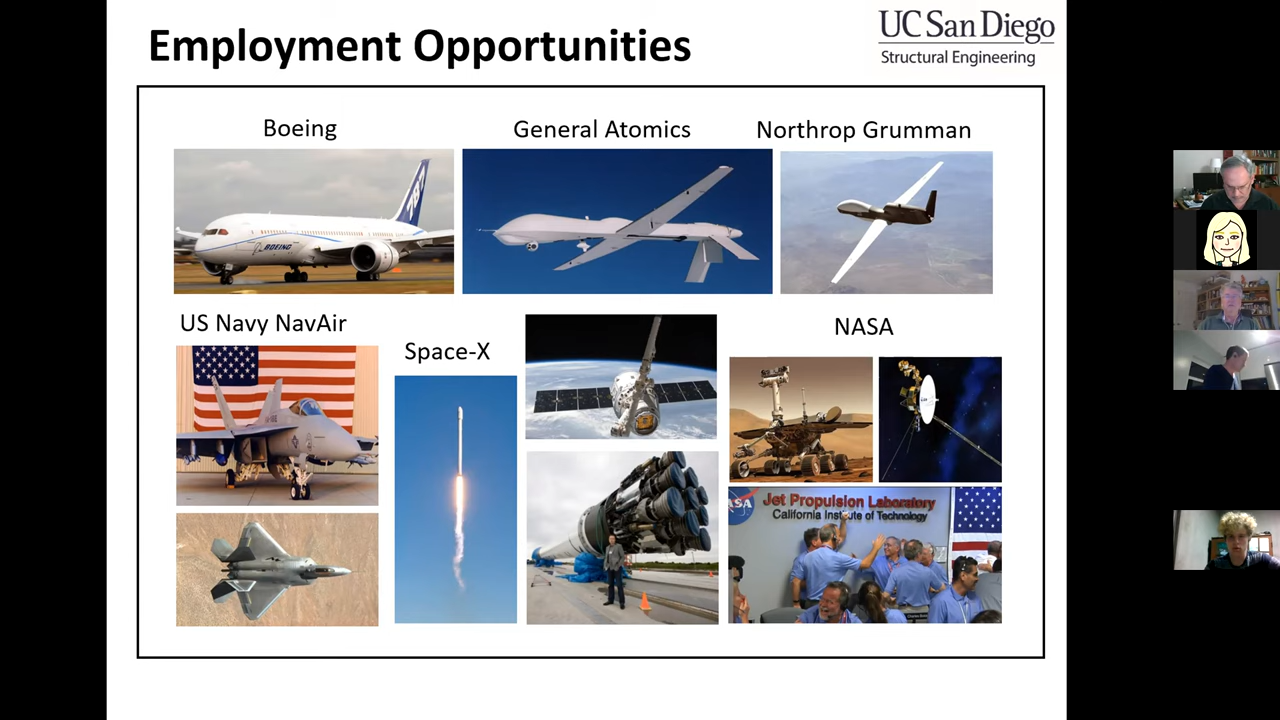 Employment Opportunities
UC San Diego
Structural Engineering
Boeing
General Atomics
Northrop Grumman
787
BOEING
US Navy NavAir
Space-X
NASA
Jet Propulsion Laboratory
California Institute of Technology